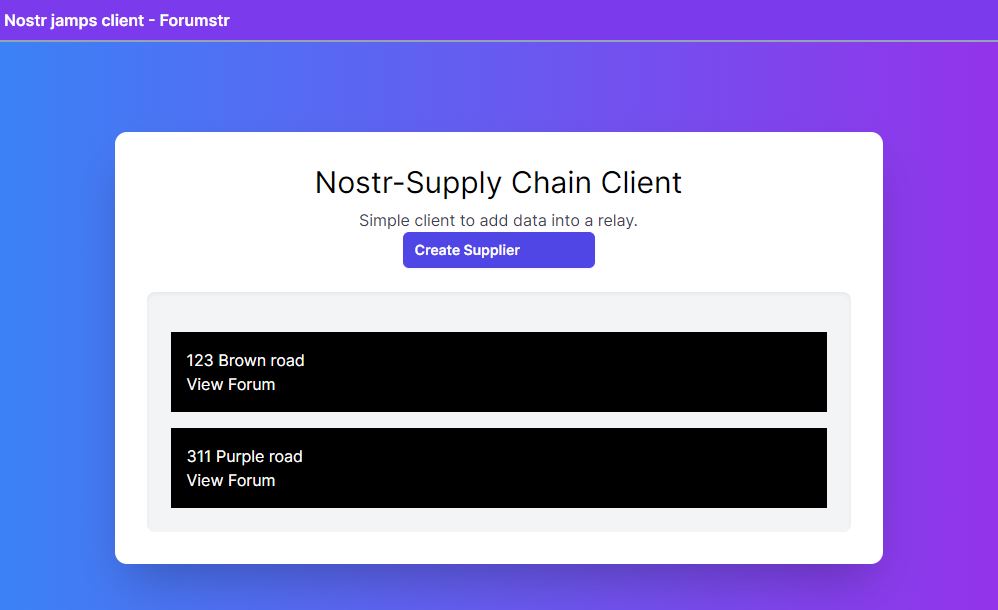 Nostr jamps client - Forumstr
Nostr-Supply Chain Client
Simple client to add data into a relay.
Create Supplier
123 Brown road
View Forum
311 Purple road
View Forum